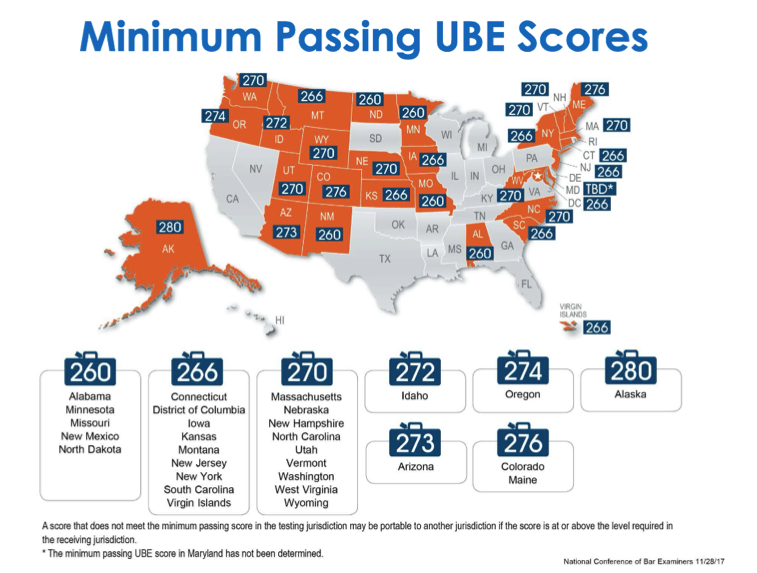 Minimum Passing UBE Scores
270
WA
266
MT
260
ND
260
MN
274
OR
272
ID
WY
270
SD
WI
MI
270
NH
276
ME
270
VT
266
NY
MA 270
RI
CT 266
NJ 266
DE
MD TBD*
DC 266
PA
NV
CA
UT
270
CO
276
NE
270
KS 266
IA 266
MO
260
IL
IN
OH
WV 270
VA
KY
NC
270
SC
266
TN
AZ
273
NM
260
OK
AR
TX
LA
MS
AL
260
GA
FL
280
AK
HI
VIRGIN
ISLANDS
266
260
Alabama
Minnesota
Missouri
New Mexico
North Dakota
266
Connecticut
District of Columbia
Iowa
Kansas
Montana
New Jersey
New York
South Carolina
Virgin Islands
270
Massachusetts
Nebraska
New Hampshire
North Carolina
Utah
Vermont
Washington
West Virginia
Wyoming
272
Idaho
274
Oregon
280
Alaska
273
Arizona
276
Colorado
Maine
A score that does not meet the minimum passing score in the testing jurisdiction may be portable to another jurisdiction if the score is at or above the level required in
the receiving jurisdiction.
* The minimum passing UBE score in Maryland has not been determined.
National Conference of Bar Examiners 11/28/17